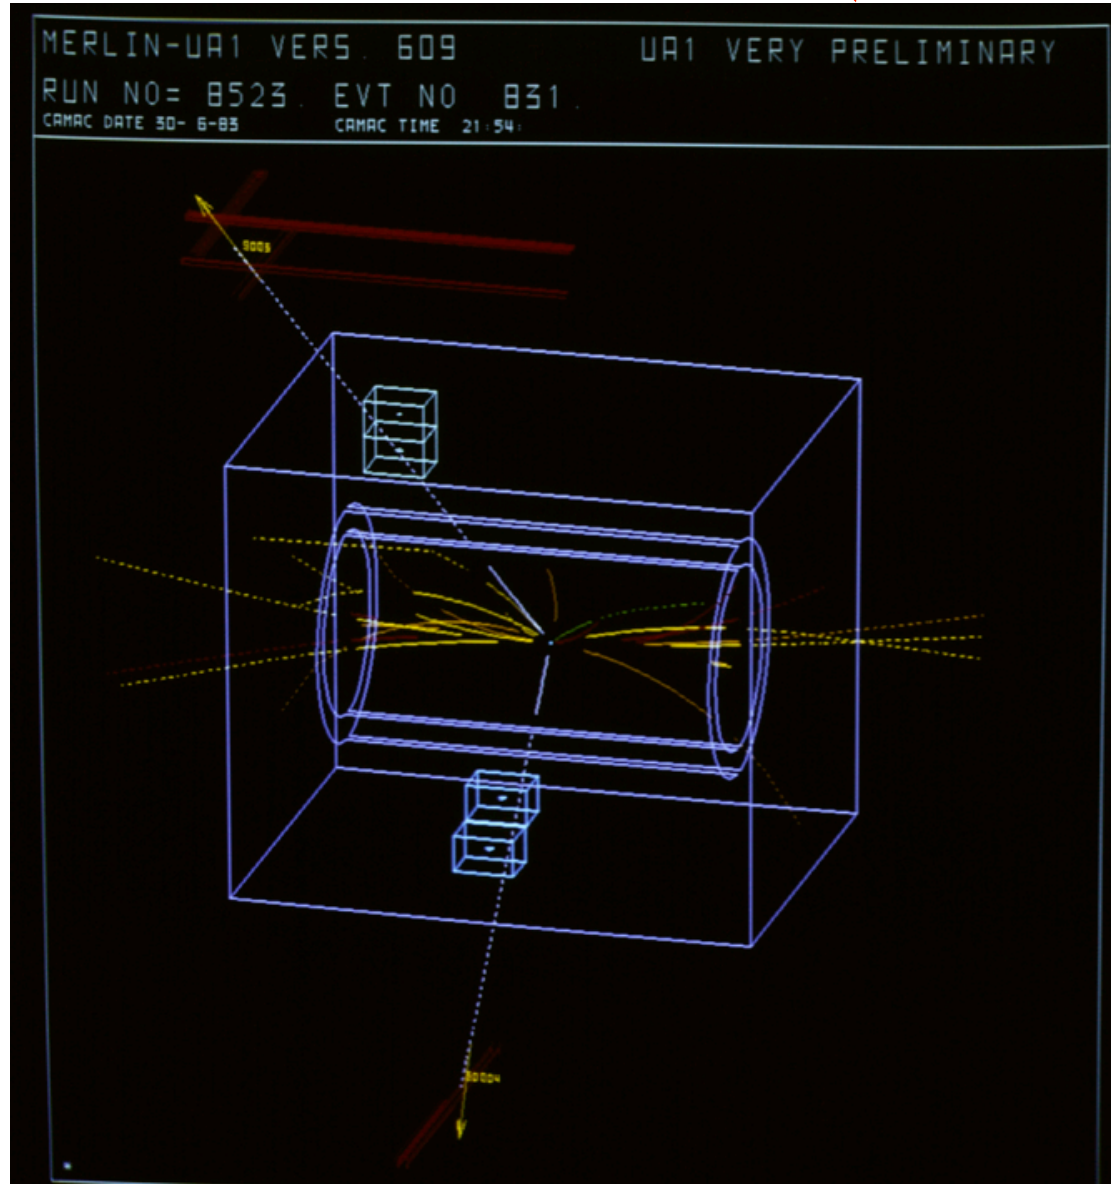 MERLIN-UA1 VERS. 609 UA1 VERY PRELIMINARY
RUN NO= 8523. EVT NO 831.
CAMAC DATE 30- 6-83 CAMAC TIME 21:54: